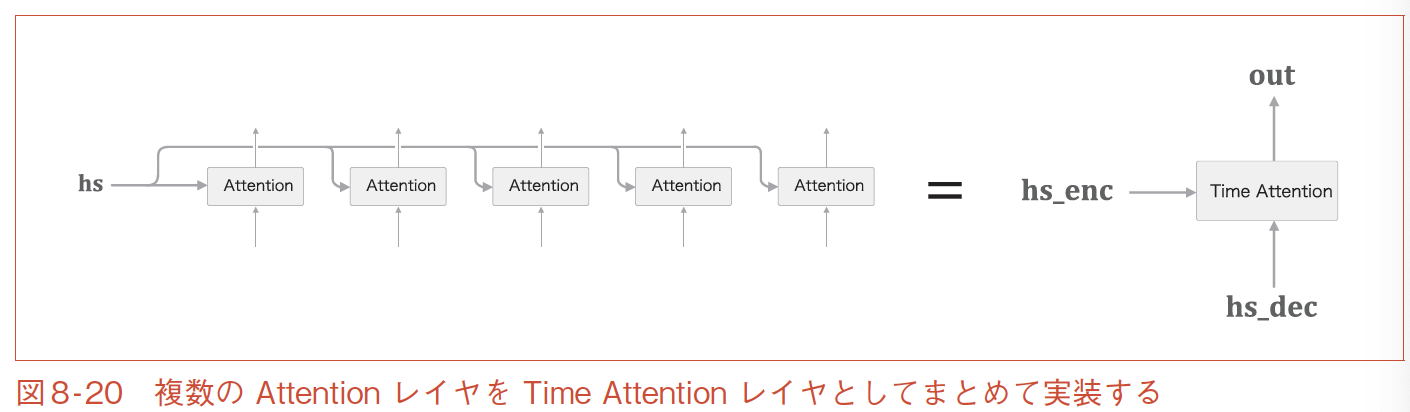 out
hs
Attention
Attention
Attention
Attention
Attention
=
hs_enc
Time Attention
hs_dec
図8-20 複数の Attention レイヤを Time Attention レイヤとしてまとめて実装する